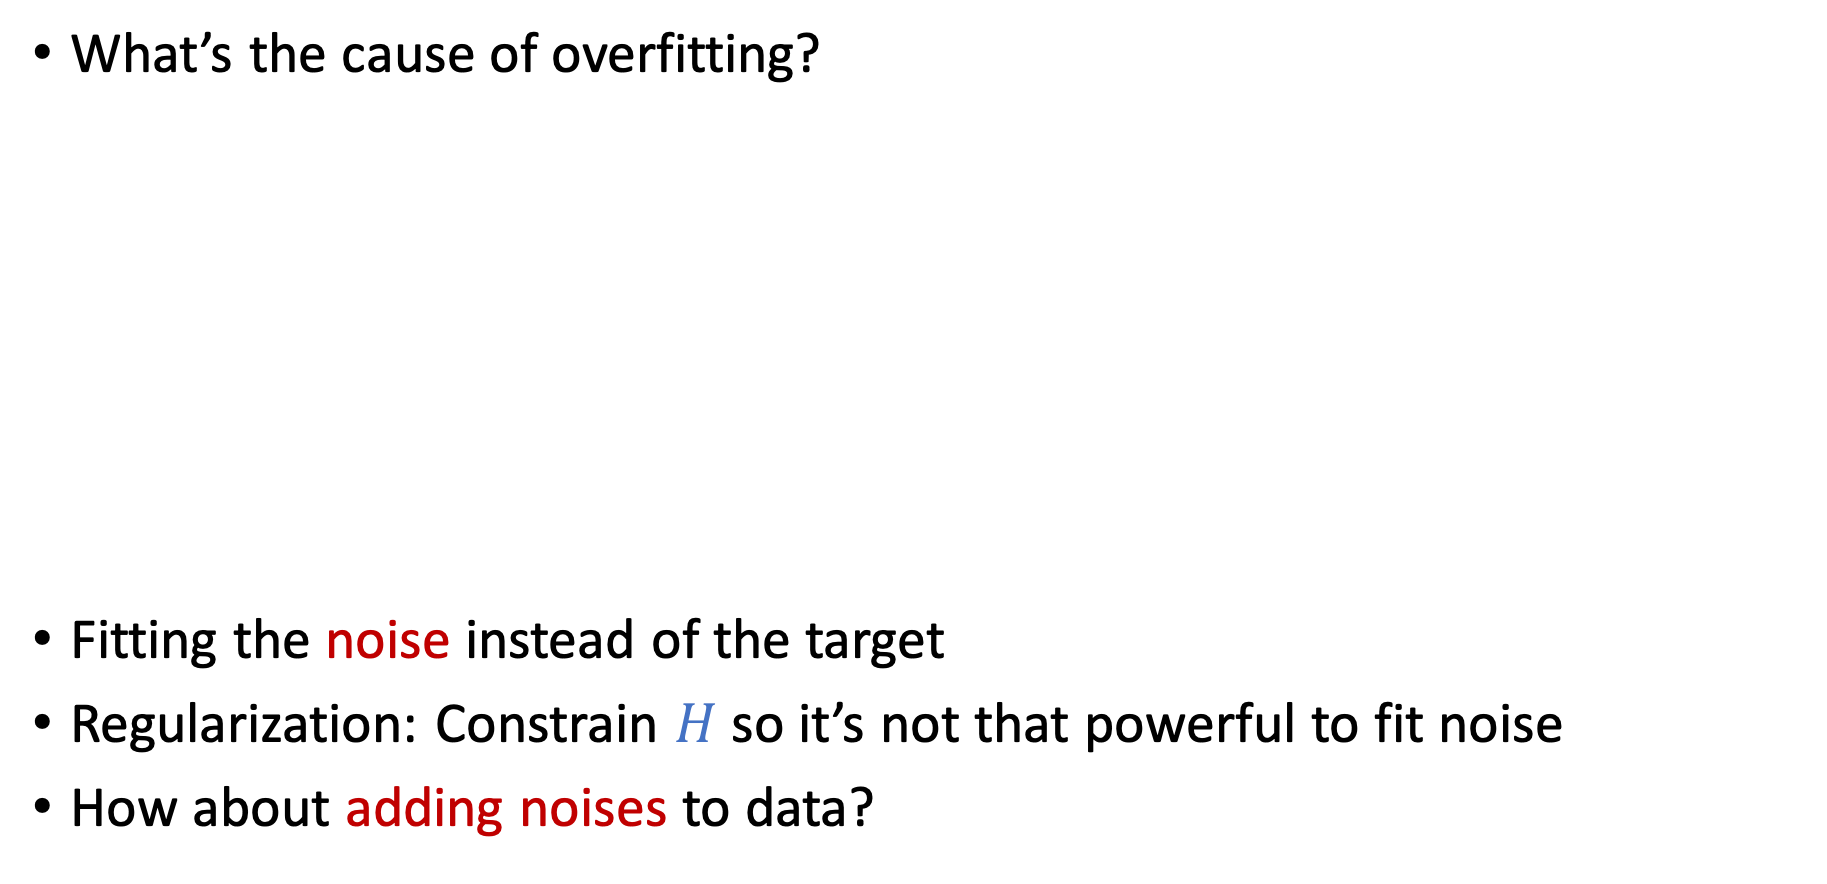 • What’s the cause of overfitting?
• Fitting the noise instead of the target
• Regularization: Constrain H so it’s not that powerful to fit noise
• How about adding noises to data?